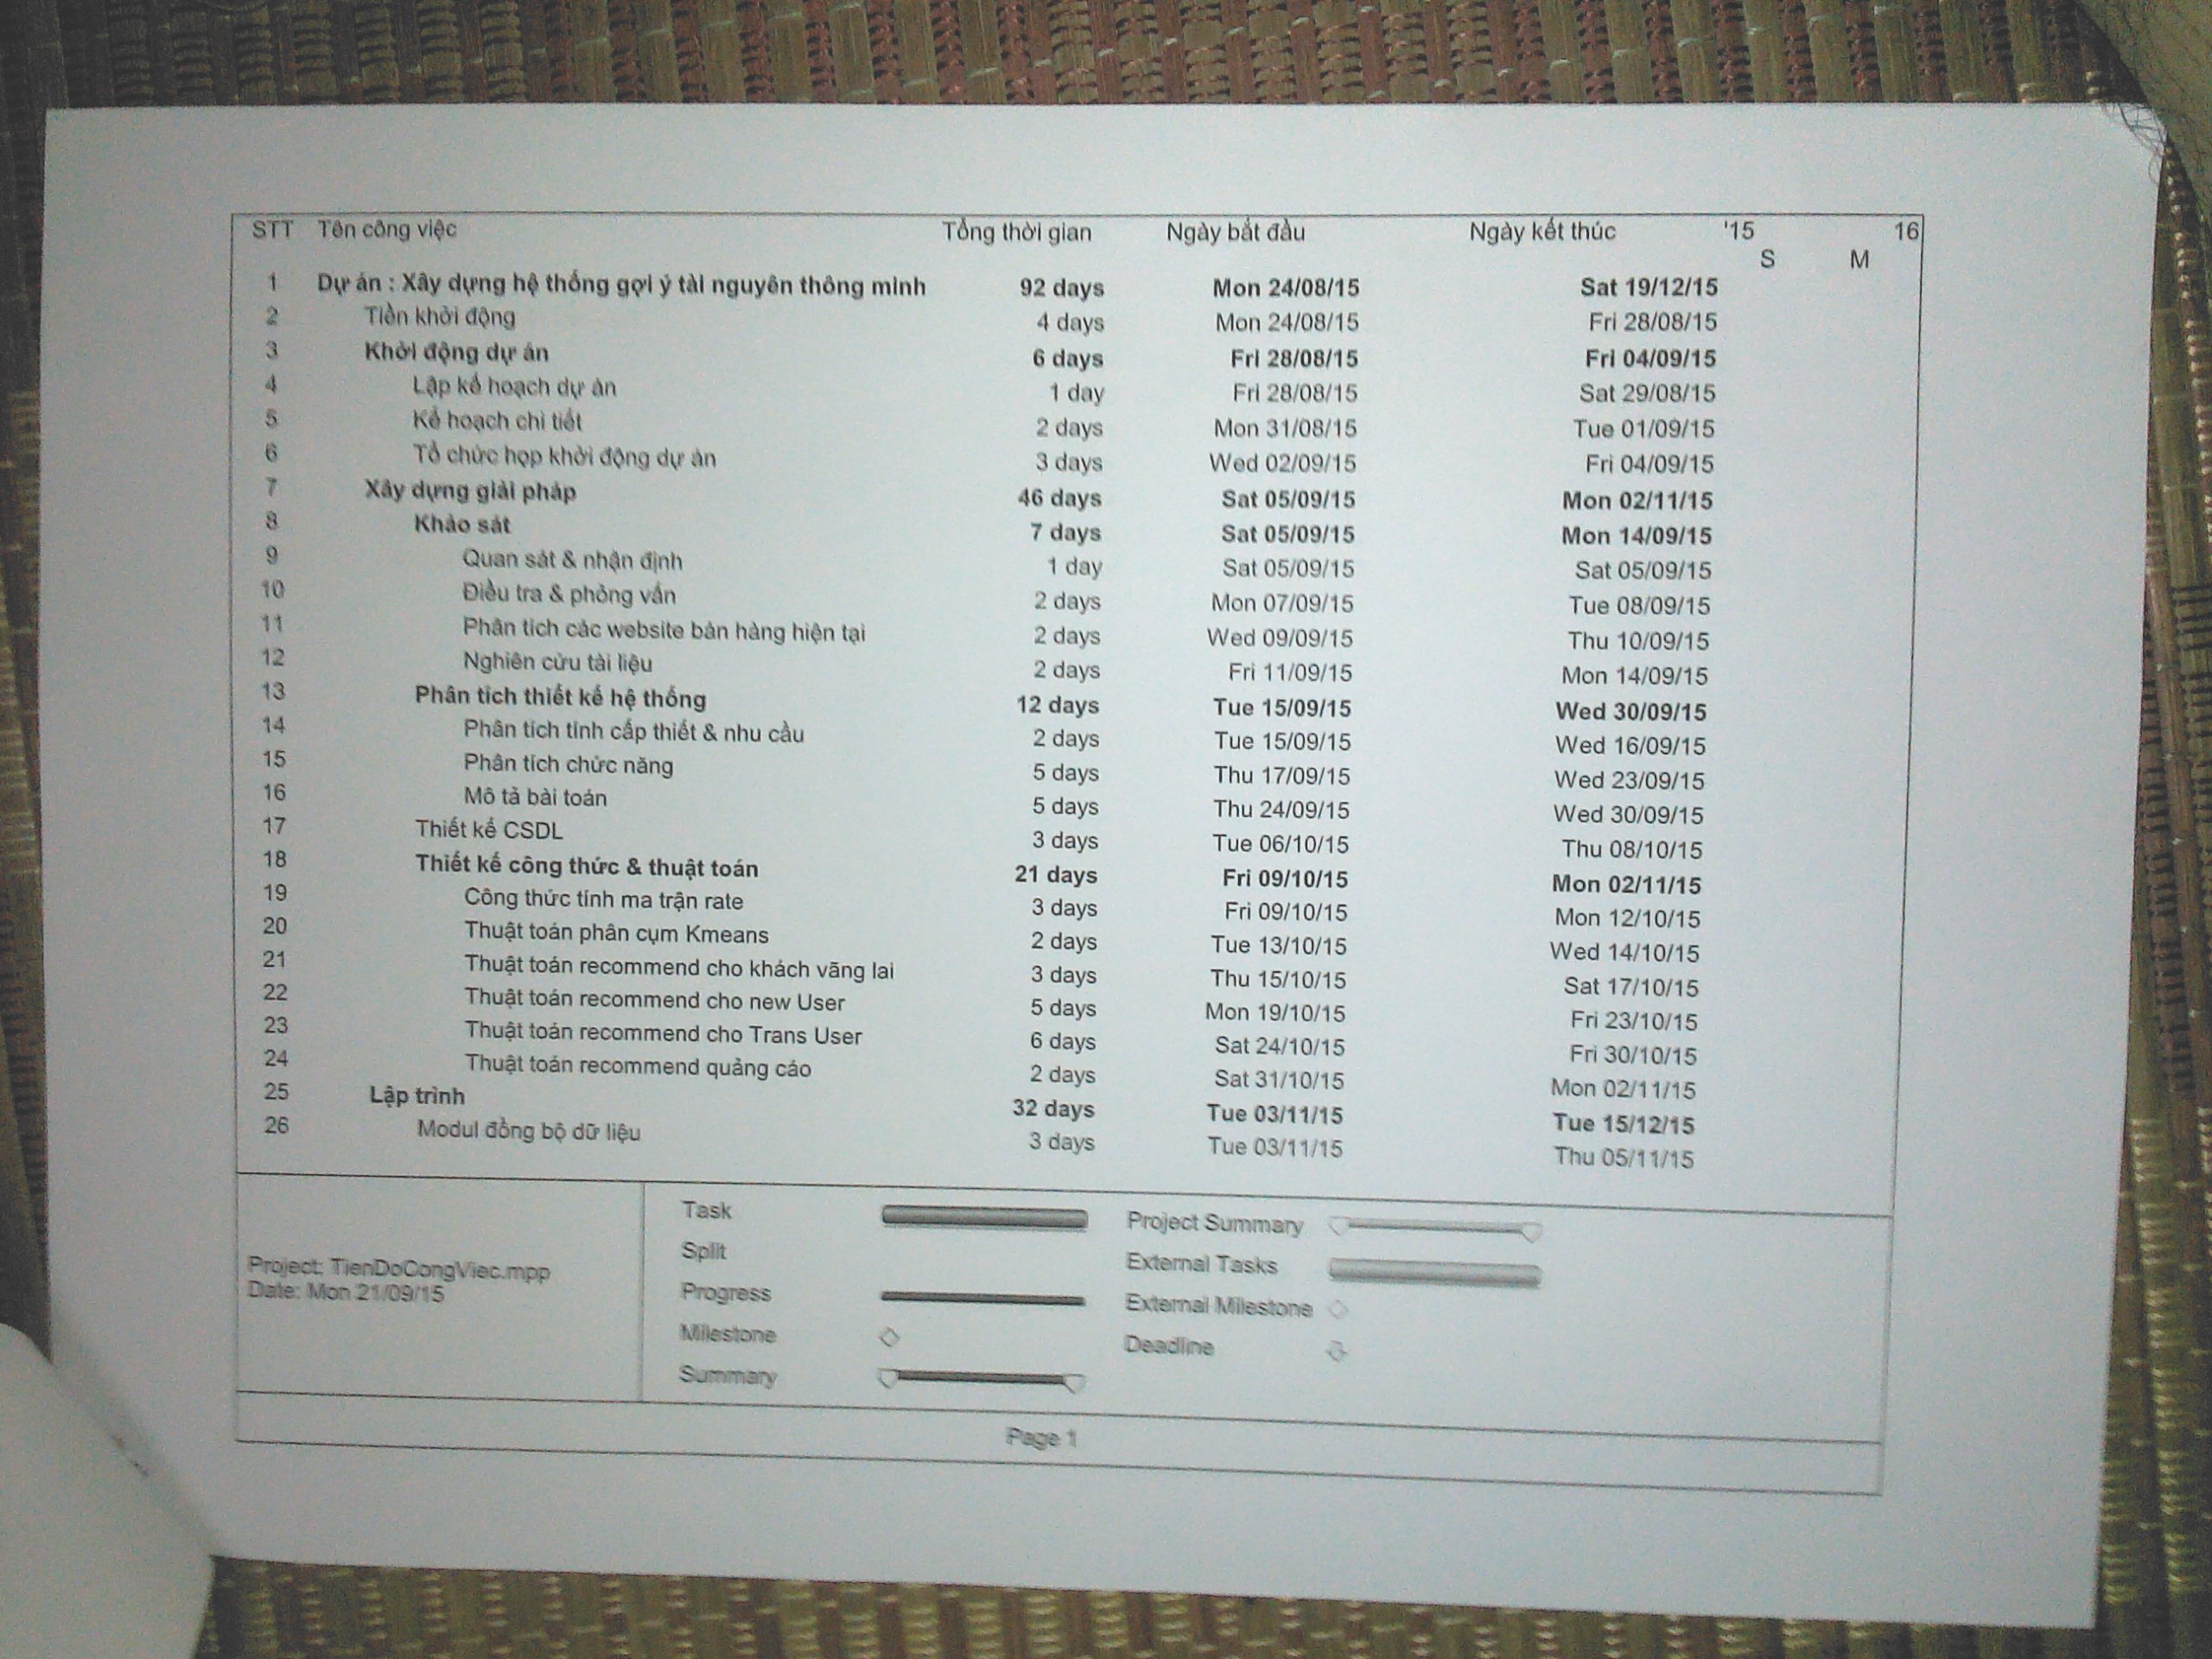 STT Tên công việc Tổng thời gian Ngày bắt đầu Ngày kết thúc '15 16
S M
1 Dự án : Xây dựng hệ thống gợi ý tài nguyên thông minh 92 days Mon 24/08/15 Sat 19/12/15
2 Tiền khởi động 4 days Mon 24/08/15 Fri 28/08/15
3 Khởi động dự án 6 days Fri 28/08/15 Fri 04/09/15
4 Lập kế hoạch dự án 1 day Fri 28/08/15 Sat 29/08/15
5 Kế hoạch chi tiết 2 days Mon 31/08/15 Tue 01/09/15
6 Tổ chức họp khởi động dự án 3 days Wed 02/09/15 Fri 04/09/15
7 Xây dựng giải pháp 46 days Sat 05/09/15 Mon 02/11/15
8 Khảo sát 7 days Sat 05/09/15 Mon 14/09/15
9 Quan sát & nhận định 1 day Sat 05/09/15 Sat 05/09/15
10 Điều tra & phỏng vấn 2 days Mon 07/09/15 Tue 08/09/15
11 Phân tích các website bán hàng hiện tại 2 days Wed 09/09/15 Thu 10/09/15
12 Nghiên cứu tài liệu 2 days Fri 11/09/15 Mon 14/09/15
13 Phân tích thiết kế hệ thống 12 days Tue 15/09/15 Wed 30/09/15
14 Phân tích tính cấp thiết & nhu cầu 2 days Tue 15/09/15 Wed 16/09/15
15 Phân tích chức năng 5 days Thu 17/09/15 Wed 23/09/15
16 Mô tả bài toán 5 days Thu 24/09/15 Wed 30/09/15
17 Thiết kế CSDL 3 days Tue 06/10/15 Thu 08/10/15
18 Thiết kế công thức & thuật toán 21 days Fri 09/10/15 Mon 02/11/15
19 Công thức tính ma trận rate 3 days Fri 09/10/15 Mon 12/10/15
20 Thuật toán phân cụm Kmeans 2 days Tue 13/10/15 Wed 14/10/15
21 Thuật toán recommend cho khách vãng lai 3 days Thu 15/10/15 Sat 17/10/15
22 Thuật toán recommend cho new User 5 days Mon 19/10/15 Fri 23/10/15
23 Thuật toán recommend cho Trans User 6 days Sat 24/10/15 Fri 30/10/15
24 Thuật toán recommend quảng cáo 2 days Sat 31/10/15 Mon 02/11/15
25 Lập trình 32 days Tue 03/11/15 Tue 15/12/15
26 Modul đồng bộ dữ liệu 3 days Tue 03/11/15 Thu 05/11/15
Project: TienDoCongViec.mpp
Date: Mon 21/09/15
Task
Split
Progress
Milestone
Summary
Project Summary
External Tasks
External Milestone
Deadline
Page 1